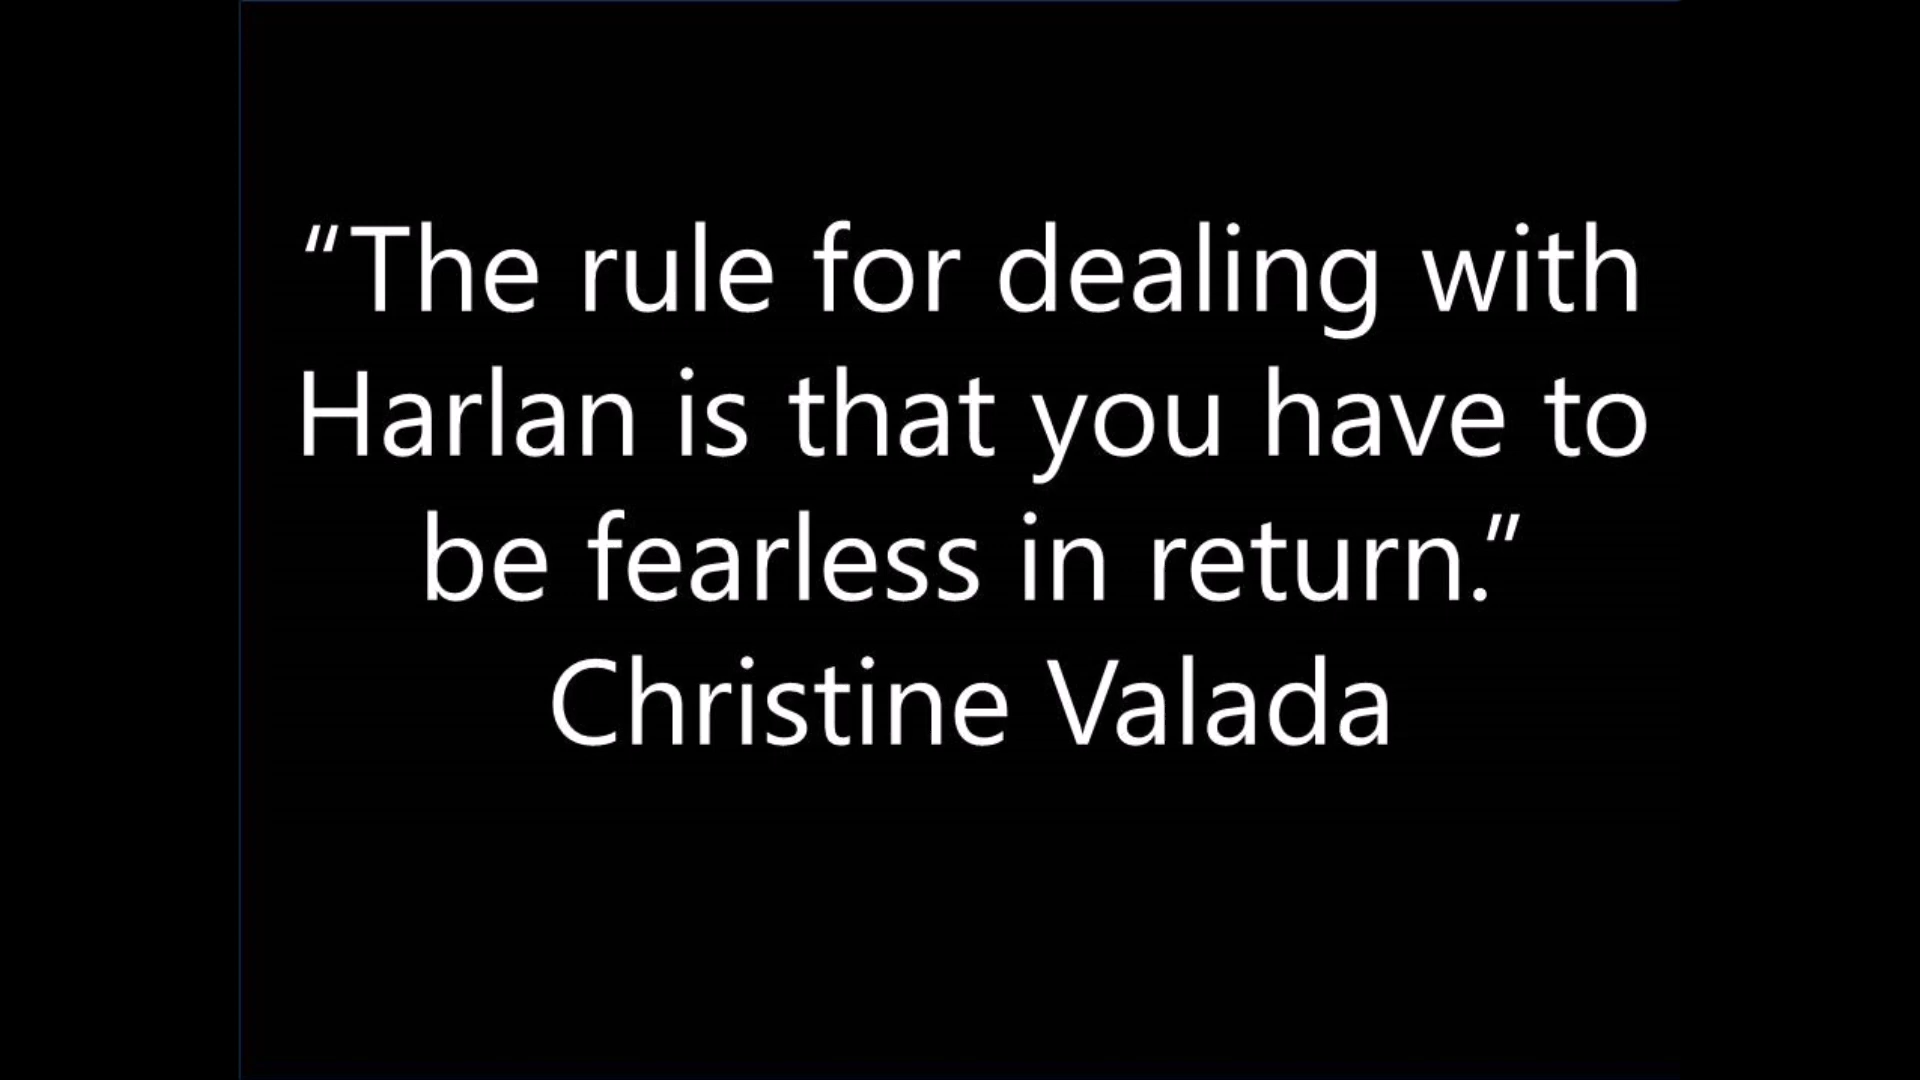 “The rule for dealing with
Harlan is that you have to
be fearless in return.”
Christine Valada